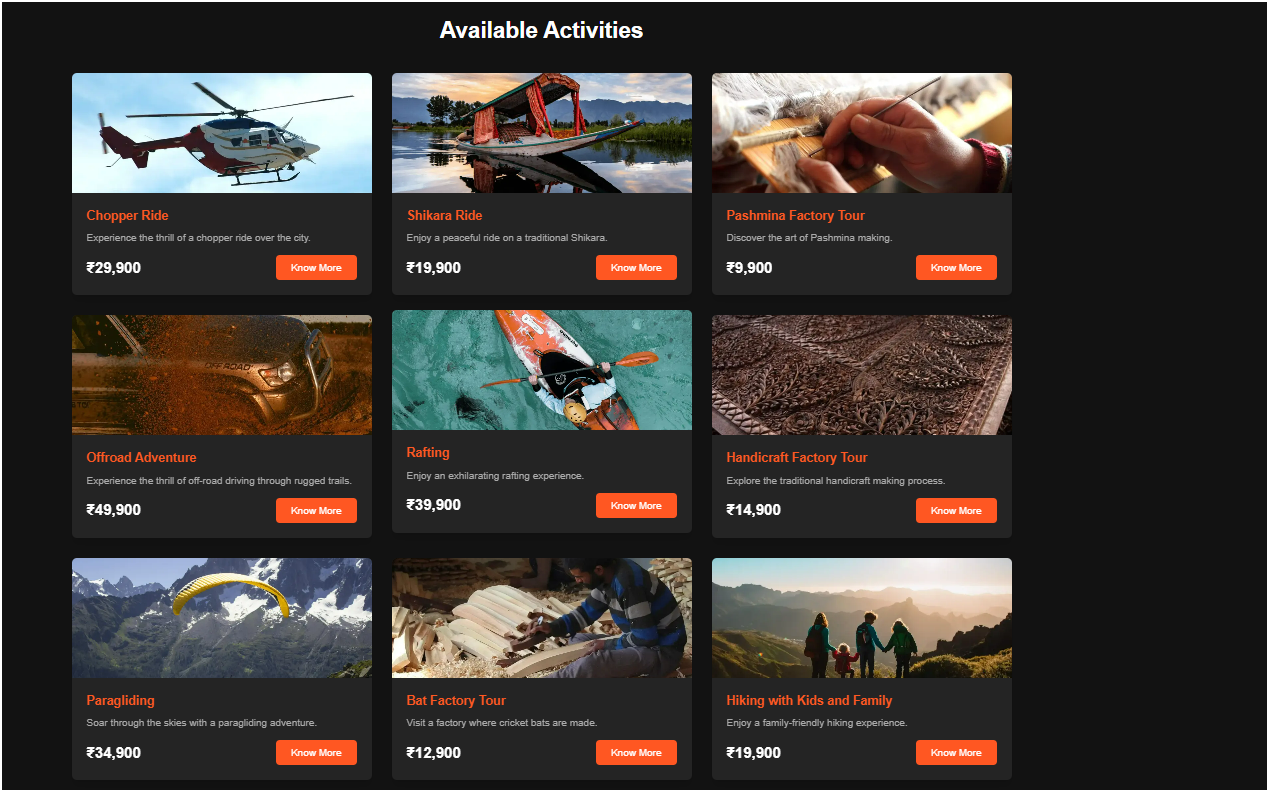 Available Activities
Chopper Ride
Experience the thrill of a chopper ride over the city.
₹29,900
Know More
Shikara Ride
Enjoy a peaceful ride on a traditional Shikara.
₹19,900
Know More
Pashmina Factory Tour
Discover the art of Pashmina making.
₹9,900
Know More
OFF ROAD
Offroad Adventure
Experience the thrill of off-road driving through rugged trails.
₹49,900
Know More
Rafting
Enjoy an exhilarating rafting experience.
₹39,900
Know More
Handicraft Factory Tour
Explore the traditional handicraft making process.
₹14,900
Know More
Paragliding
Soar through the skies with a paragliding adventure.
₹34,900
Know More
Bat Factory Tour
Visit a factory where cricket bats are made.
₹12,900
Know More
Hiking with Kids and Family
Enjoy a family-friendly hiking experience.
₹19,900
Know More